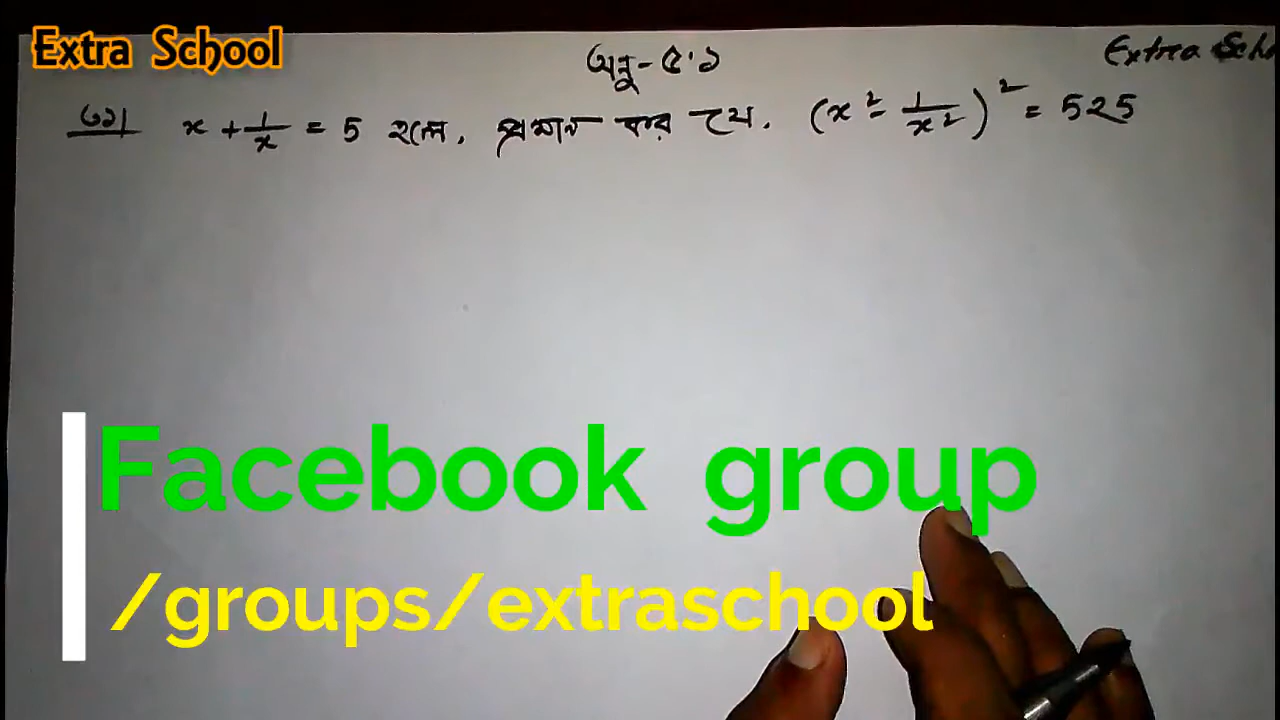 Extra School
অনু - ৫.১
Extra Scho
৩১| x + 1/x = 5 হলে, প্রমান কর যে, (x² - 1/x²)² = 525
Facebook group
/groups/extraschool